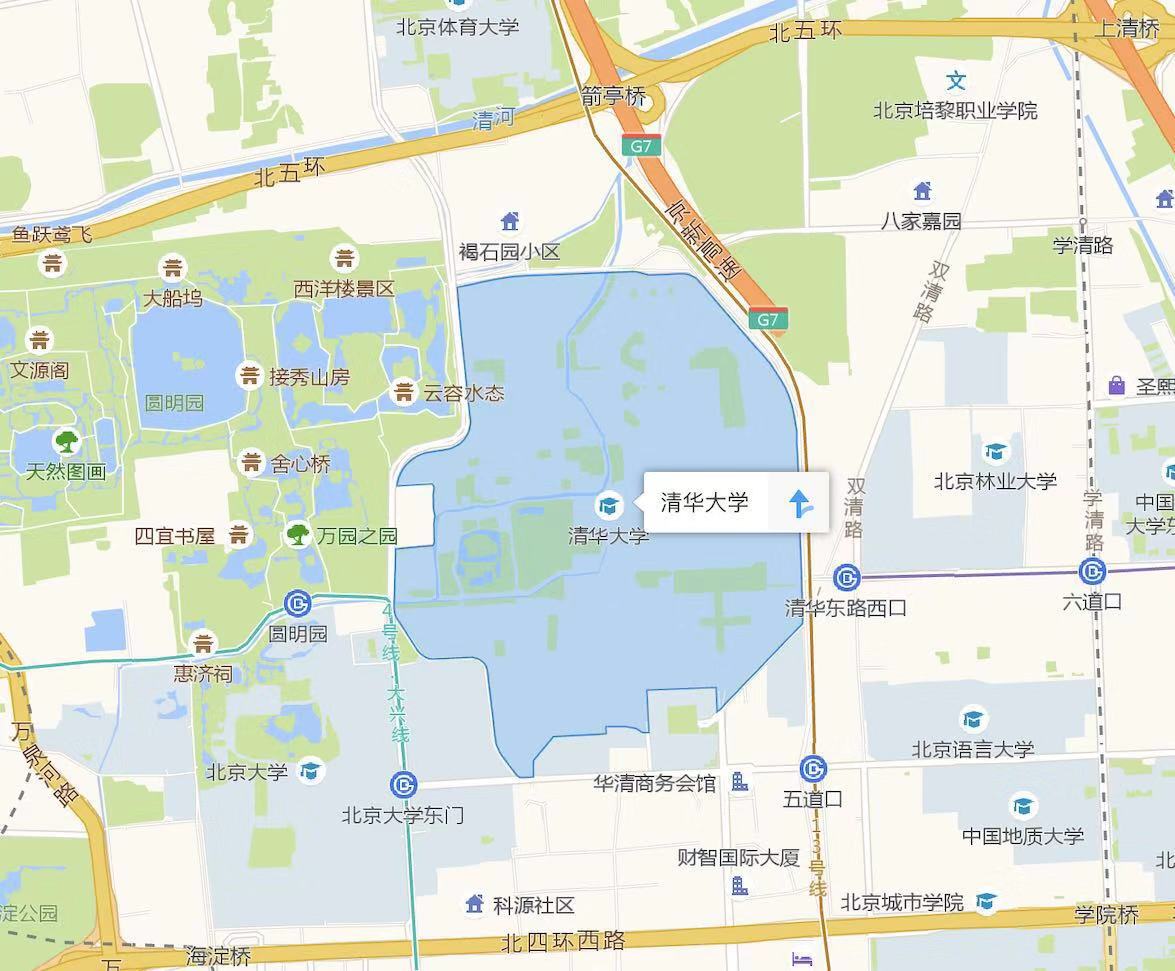 北京体育大学
北五环
上清桥
箭亭桥
北京培黎职业学院
清河
G7
北五环
八家嘉园
鱼跃鸢飞
褐石园小区
京新高速
学清路
大船坞
西洋楼景区
双清路
G7
文源阁
接秀山房
云容水态
圣熙
圆明园
天然图画
舍心桥
北京林业大学
清华大学
双清路
学清路
中国
大学东
四宜书屋
万园之园
清华大学
圆明园
4号线·大兴线
清华东路西口
六道口
惠济祠
万泉河路
北京大学
北京语言大学
华清商务会馆
五道口
北京大学东门
中国地质大学
13号线
财智国际大厦
北
淀公园
科源社区
北京城市学院
学院桥
海淀桥
北四环西路
万